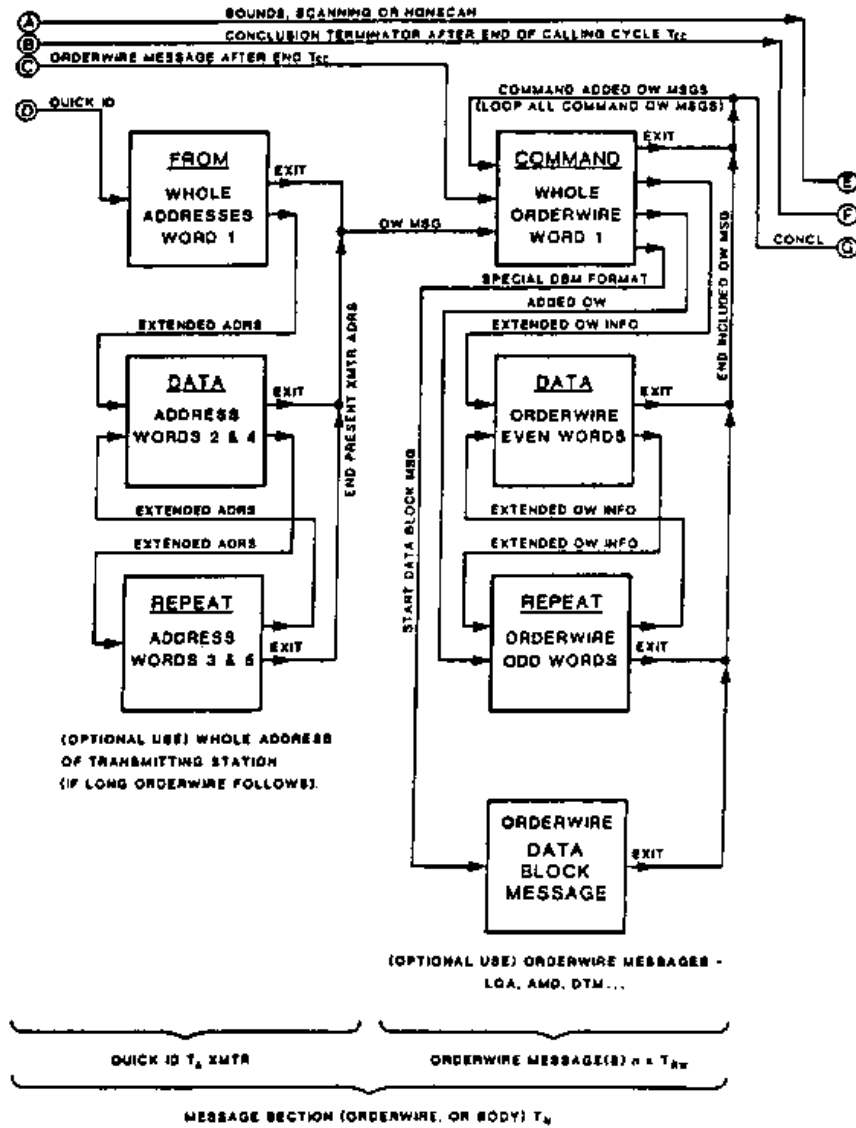 A
SOUNDS, SCANNING OR NONSCAN
B
CONCLUSION TERMINATOR AFTER END OF CALLING CYCLE Tcc
C
ORDERWIRE MESSAGE AFTER END Tcc
D
QUICK ID
COMMAND ADDED OW MSGS
(LOOP ALL COMMAND OW MSGS)
FROM
WHOLE
ADDRESSES
WORD 1
EXIT
OW MSG
COMMAND
WHOLE
ORDERWIRE
WORD 1
EXIT
E
F
CONCL
G
SPECIAL DBM FORMAT
ADDED OW
EXTENDED ADRS
EXTENDED OW INFO
DATA
ADDRESS
WORDS 2 & 4
EXIT
END PRESENT XMTR ADRS
DATA
ORDERWIRE
EVEN WORDS
EXIT
END INCLUDED OW MSG
START DATA BLOCK MSG
EXTENDED ADRS
EXTENDED ADRS
EXTENDED OW INFO
EXTENDED OW INFO
REPEAT
ADDRESS
WORDS 3 & 5
EXIT
REPEAT
ORDERWIRE
ODD WORDS
EXIT
(OPTIONAL USE) WHOLE ADDRESS
OF TRANSMITTING STATION
(IF LONG ORDERWIRE FOLLOWS).
ORDERWIRE
DATA
BLOCK
MESSAGE
EXIT
(OPTIONAL USE) ORDERWIRE MESSAGES -
LQA, AMD, DTM...
QUICK ID T XMTR
ORDERWIRE MESSAGE(S) n x
MESSAGE SECTION (ORDERWIRE, OR BODY) T